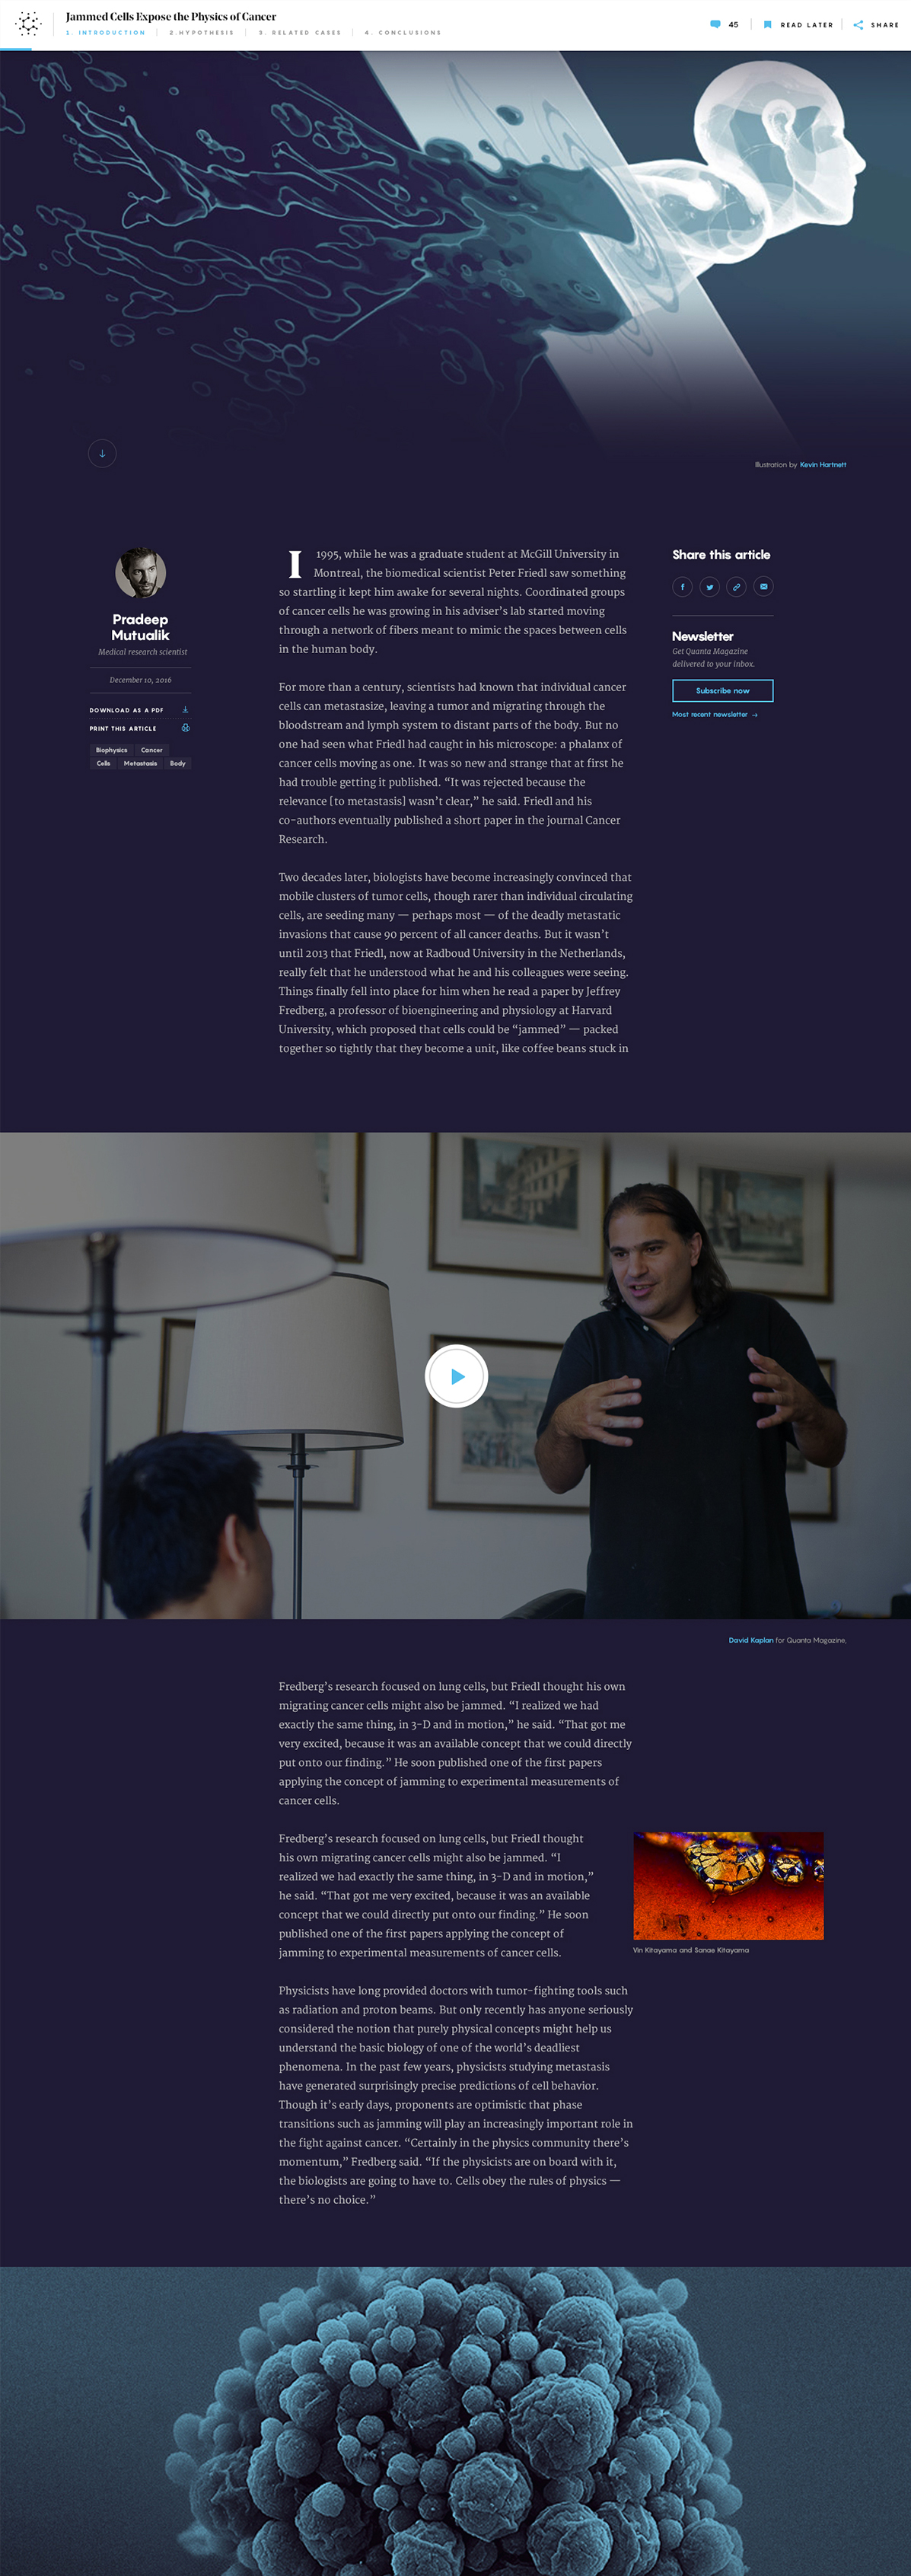 Jammed Cells Expose the Physics of Cancer
1. INTRODUCTION
2.HYPOTHESIS
3. RELATED CASES
4. CONCLUSIONS
45
READ LATER
SHARE
Illustration by Kevin Hartnett
Pradeep
Mutualik
Medical research scientist
December 10, 2016
DOWNLOAD AS A PDF
PRINT THIS ARTICLE
Biophysics Cancer
Cells Metastasis Body
I 1995, while he was a graduate student at McGill University in
Montreal, the biomedical scientist Peter Friedl saw something
so startling it kept him awake for several nights. Coordinated groups
of cancer cells he was growing in his adviser’s lab started moving
through a network of fibers meant to mimic the spaces between cells
in the human body.
For more than a century, scientists had known that individual cancer
cells can metastasize, leaving a tumor and migrating through the
bloodstream and lymph system to distant parts of the body. But no
one had seen what Friedl had caught in his microscope: a phalanx of
cancer cells moving as one. It was so new and strange that at first he
had trouble getting it published. “It was rejected because the
relevance [to metastasis] wasn’t clear,” he said. Friedl and his
co-authors eventually published a short paper in the journal Cancer
Research.
Two decades later, biologists have become increasingly convinced that
mobile clusters of tumor cells, though rarer than individual circulating
cells, are seeding many — perhaps most — of the deadly metastatic
invasions that cause 90 percent of all cancer deaths. But it wasn’t
until 2013 that Friedl, now at Radboud University in the Netherlands,
really felt that he understood what he and his colleagues were seeing.
Things finally fell into place for him when he read a paper by Jeffrey
Fredberg, a professor of bioengineering and physiology at Harvard
University, which proposed that cells could be “jammed” — packed
together so tightly that they become a unit, like coffee beans stuck in
Share this article
Newsletter
Get Quanta Magazine
delivered to your inbox.
Subscribe now
Most recent newsletter →
David Kaplan for Quanta Magazine,
Fredberg’s research focused on lung cells, but Friedl thought his own
migrating cancer cells might also be jammed. “I realized we had
exactly the same thing, in 3-D and in motion,” he said. “That got me
very excited, because it was an available concept that we could directly
put onto our finding.” He soon published one of the first papers
applying the concept of jamming to experimental measurements of
cancer cells.
Fredberg’s research focused on lung cells, but Friedl thought
his own migrating cancer cells might also be jammed. “I
realized we had exactly the same thing, in 3-D and in motion,”
he said. “That got me very excited, because it was an available
concept that we could directly put onto our finding.” He soon
published one of the first papers applying the concept of
jamming to experimental measurements of cancer cells.
Vin Kitayama and Sanae Kitayama
Physicists have long provided doctors with tumor-fighting tools such
as radiation and proton beams. But only recently has anyone seriously
considered the notion that purely physical concepts might help us
understand the basic biology of one of the world’s deadliest
phenomena. In the past few years, physicists studying metastasis
have generated surprisingly precise predictions of cell behavior.
Though it’s early days, proponents are optimistic that phase
transitions such as jamming will play an increasingly important role in
the fight against cancer. “Certainly in the physics community there’s
momentum,” Fredberg said. “If the physicists are on board with it,
the biologists are going to have to. Cells obey the rules of physics —
there’s no choice.”